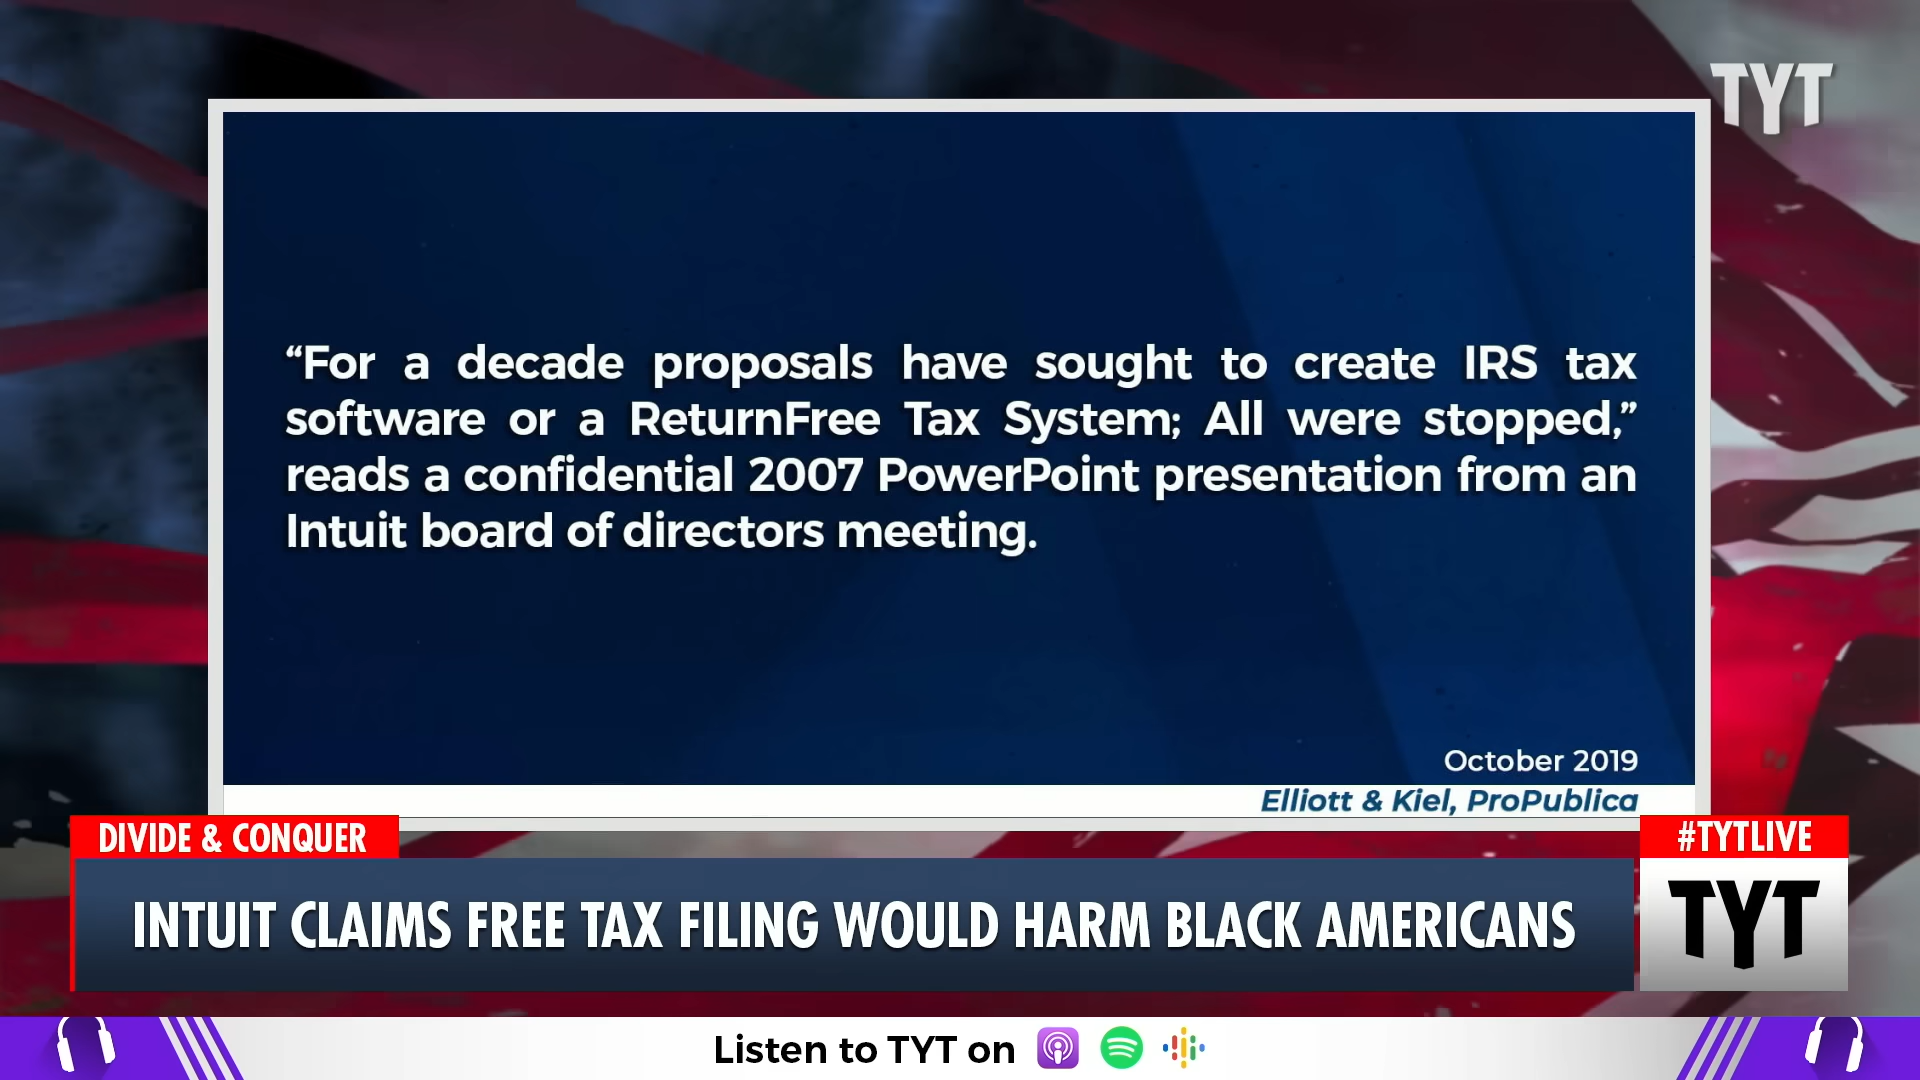 TYT
“For a decade proposals have sought to create IRS tax
software or a ReturnFree Tax System; All were stopped,”
reads a confidential 2007 PowerPoint presentation from an
Intuit board of directors meeting.
October 2019
Elliott & Kiel, ProPublica
DIVIDE & CONQUER
#TYTLIVE
INTUIT CLAIMS FREE TAX FILING WOULD HARM BLACK AMERICANS
TYT
Listen to TYT on